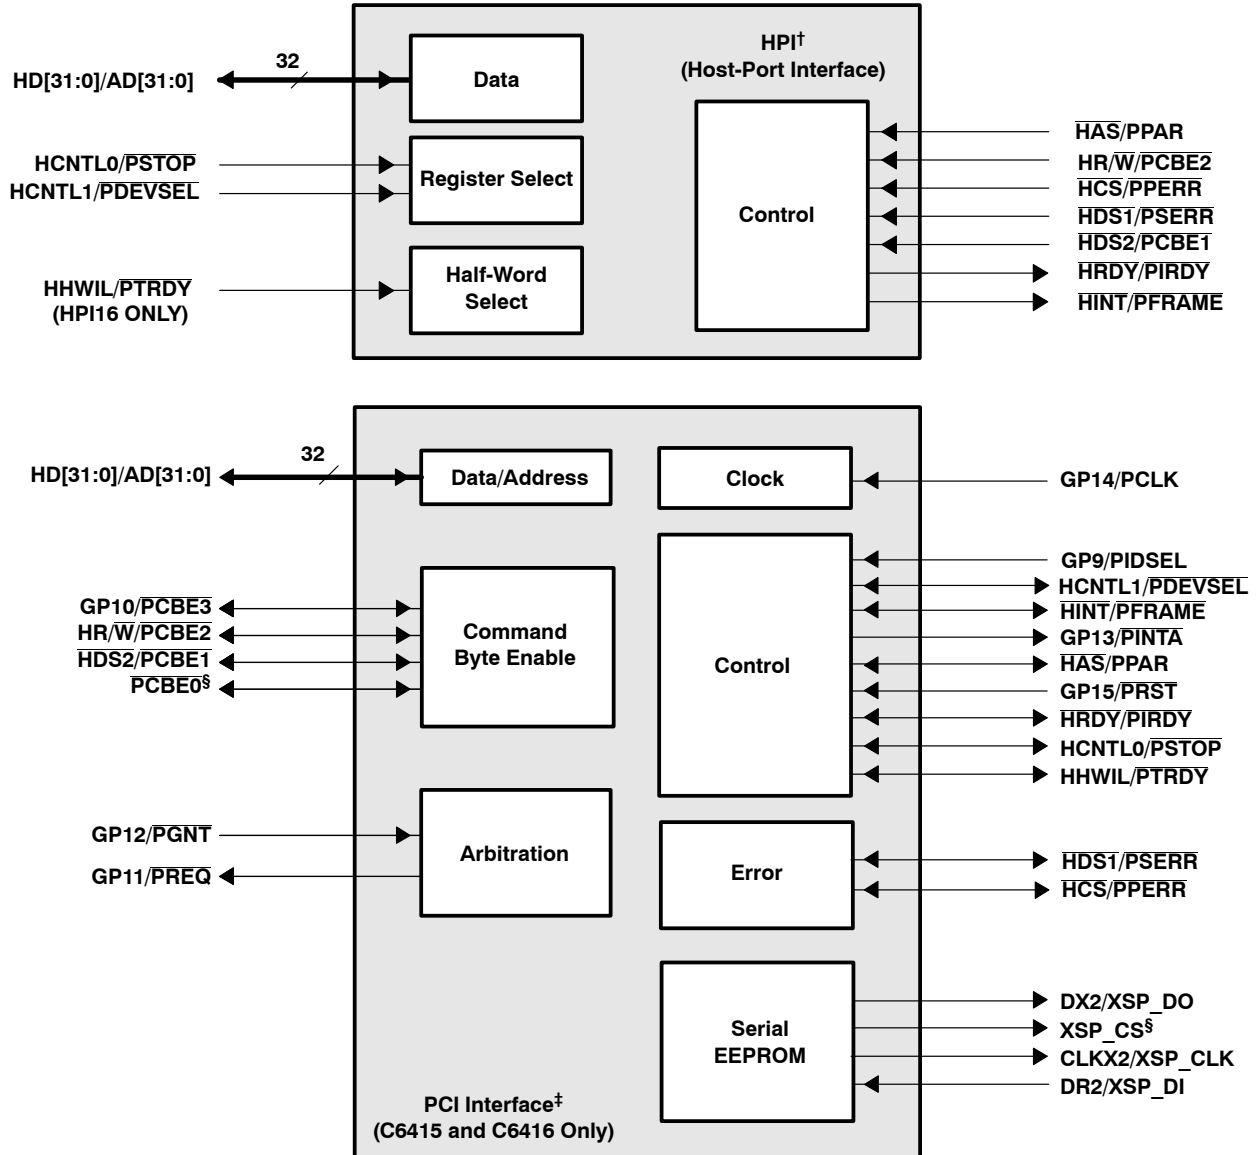 HPI†
(Host-Port Interface)
32
HD[31:0]/AD[31:0]
Data
HCNTL0/PSTOP
HCNTL1/PDEVSEL
Register Select
HHWIL/PTRDY
(HPI16 ONLY)
Half-Word
Select
Control
HAS/PPAR
HR/W/PCBE2
HCS/PPERR
HDS1/PSERR
HDS2/PCBE1
HRDY/PIRDY
HINT/PFRAME
32
HD[31:0]/AD[31:0]
Data/Address
Clock
GP14/PCLK
GP10/PCBE3
HR/W/PCBE2
HDS2/PCBE1
PCBE0§
Command
Byte Enable
Control
GP9/PIDSEL
HCNTL1/PDEVSEL
HINT/PFRAME
GP13/PINTA
HAS/PPAR
GP15/PRST
HRDY/PIRDY
HCNTL0/PSTOP
HHWIL/PTRDY
GP12/PGNT
GP11/PREQ
Arbitration
Error
HDS1/PSERR
HCS/PPERR
Serial
EEPROM
DX2/XSP_DO
XSP_CS§
CLKX2/XSP_CLK
DR2/XSP_DI
PCI Interface‡
(C6415 and C6416 Only)